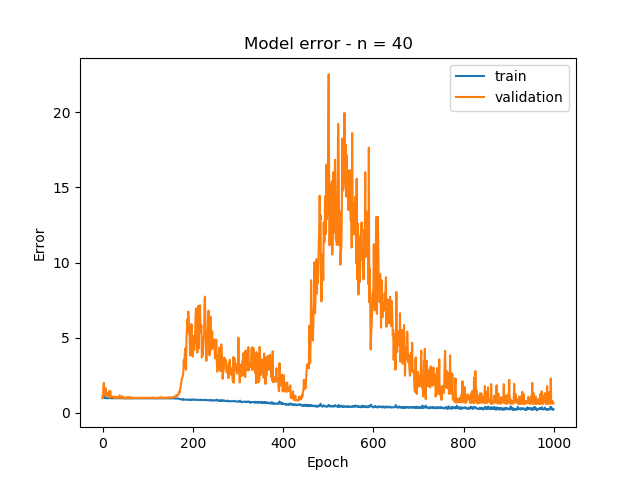 Model error - n = 40
train
validation
20
15
10
5
0
Error
0 200 400 600 800 1000
Epoch